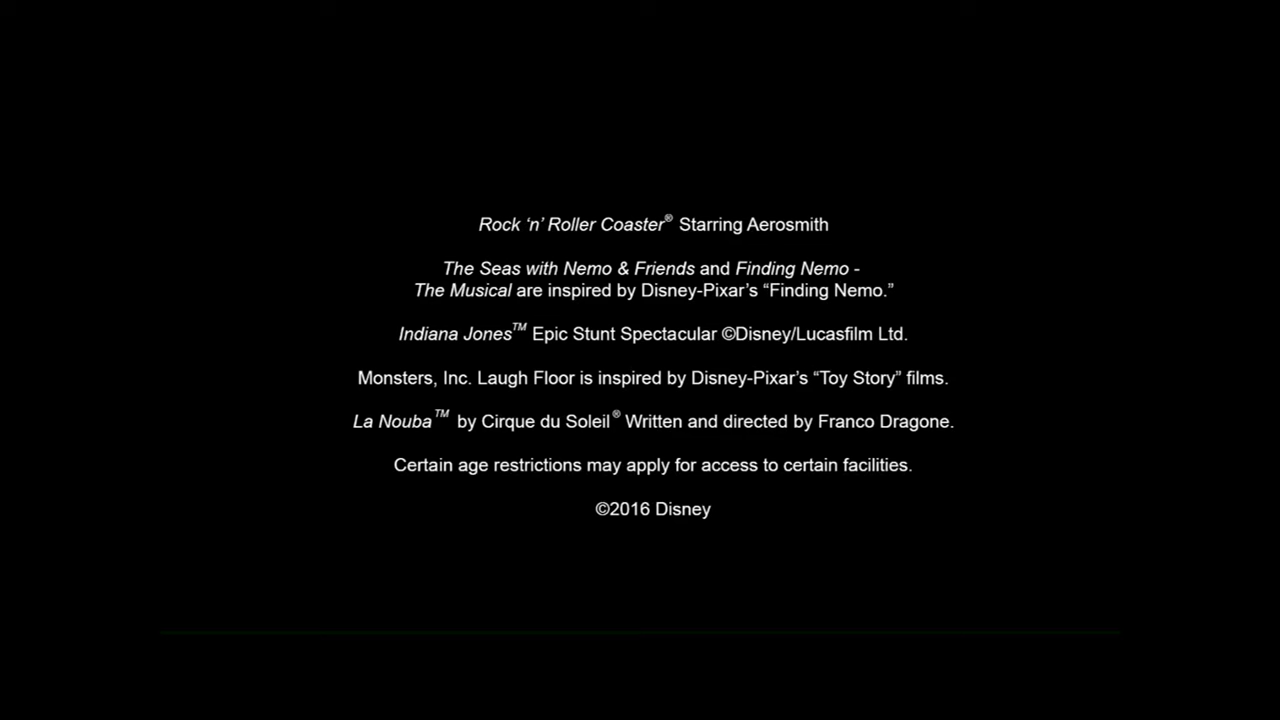 Rock ‘n’ Roller Coaster® Starring Aerosmith
The Seas with Nemo & Friends and Finding Nemo -
The Musical are inspired by Disney-Pixar’s “Finding Nemo.”
Indiana Jones™ Epic Stunt Spectacular ©Disney/Lucasfilm Ltd.
Monsters, Inc. Laugh Floor is inspired by Disney-Pixar’s “Toy Story” films.
La Nouba™ by Cirque du Soleil® Written and directed by Franco Dragone.
Certain age restrictions may apply for access to certain facilities.
©2016 Disney